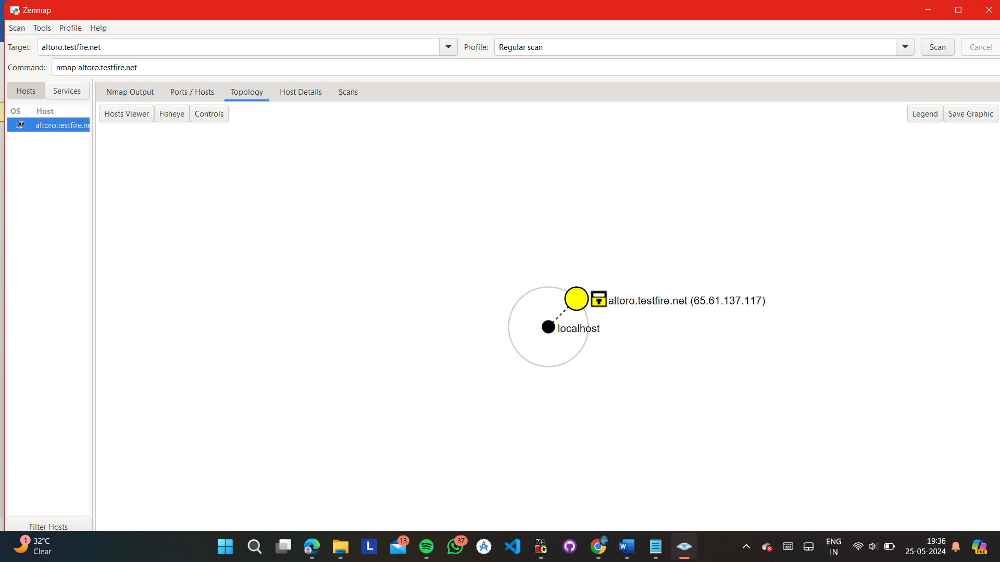 Zenmap
Scan Tools Profile Help
Target: altoro.testfire.net Profile: Regular scan Scan Cancel
Command: nmap altoro.testfire.net
Hosts Services
Nmap Output Ports / Hosts Topology Host Details Scans
OS Host
altoro.testfire.ne
Hosts Viewer Fisheye Controls Legend Save Graphic
altoro.testfire.net (65.61.137.117)
localhost
Filter Hosts
1
32°C
Clear
L
13
37
MS
W
ENG
IN
19:36
25-05-2024
PRE